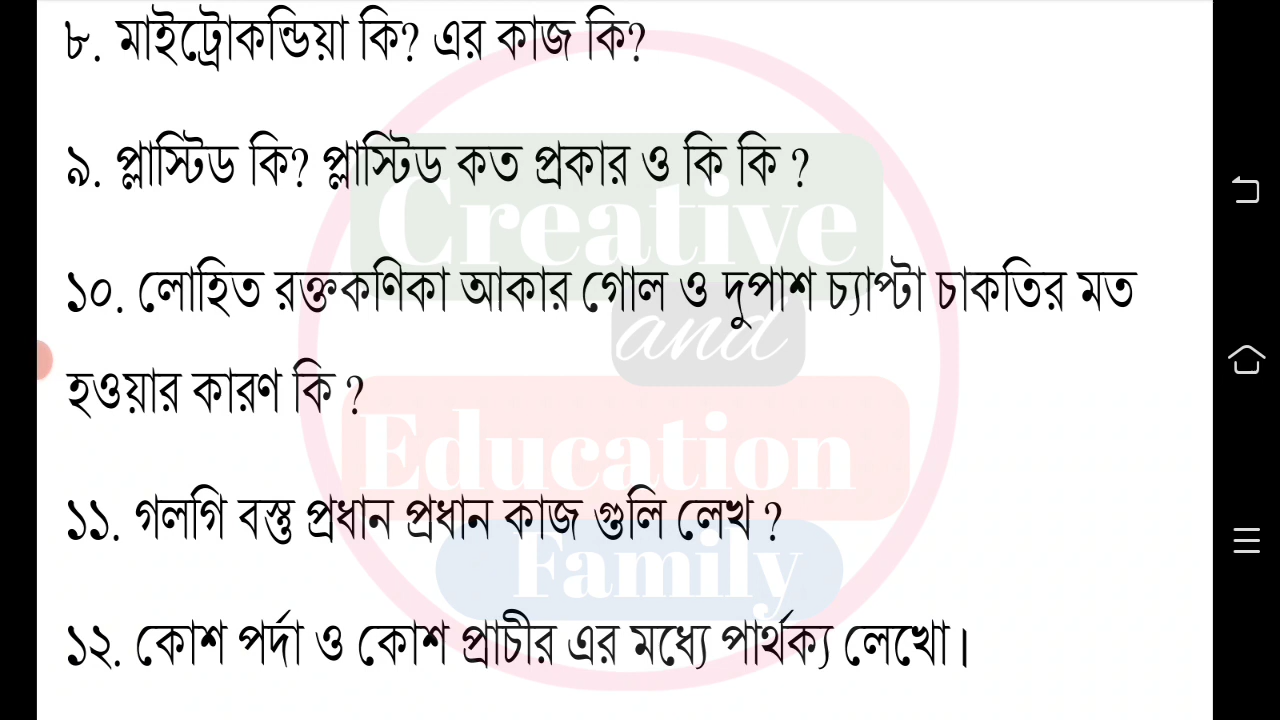 ৮. মাইট্রোকন্ডিয়া কি? এর কাজ কি?
৯. প্লাস্টিড কি? প্লাস্টিড কত প্রকার ও কি কি ?
১০. লোহিত রক্তকণিকা আকার গোল ও দুপাশ চ্যাপ্টা চাকতির মত
হওয়ার কারণ কি ?
১১. গলগি বস্তু প্রধান প্রধান কাজ গুলি লেখ ?
১২. কোশ পর্দা ও কোশ প্রাচীর এর মধ্যে পার্থক্য লেখো।
Creative
and
Education
Family